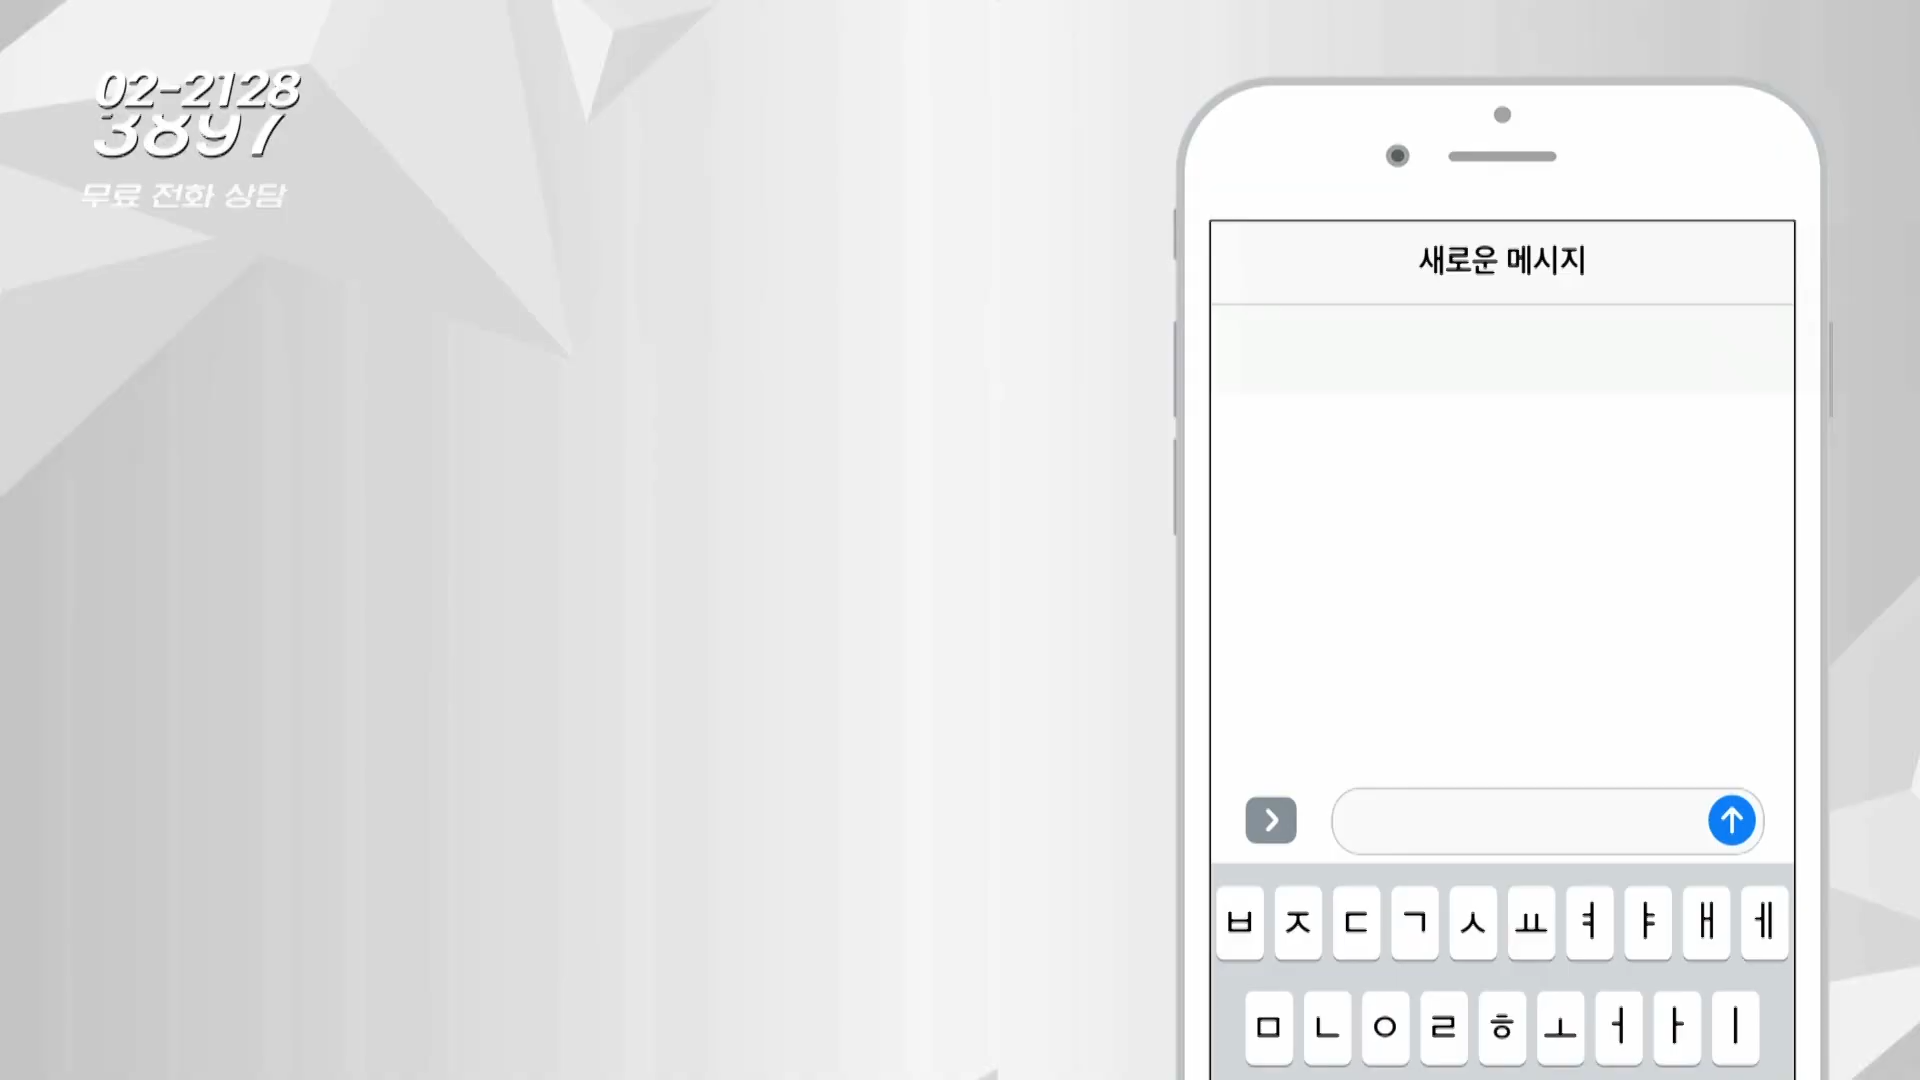 02-2128
3897
무료 전화 상담
새로운 메시지
ㅂ ㅈ ㄷ ㄱ ㅅ ㅛ ㅕ ㅑ ㅐ ㅔ
ㅁ ㄴ ㅇ ㄹ ㅎ ㅗ ㅓ ㅏ ㅣ